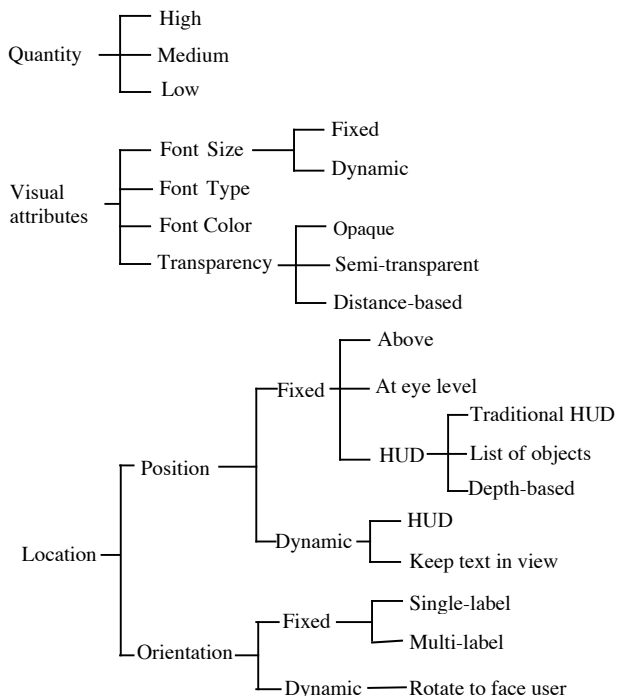 High
Quantity
Medium
Low
Fixed
Font Size
Dynamic
Font Type
Visual
attributes
Font Color
Opaque
Transparency
Semi-transparent
Distance-based
Above
Fixed
At eye level
Traditional HUD
HUD
List of objects
Position
Depth-based
HUD
Dynamic
Keep text in view
Location
Single-label
Fixed
Multi-label
Orientation
Dynamic
Rotate to face user